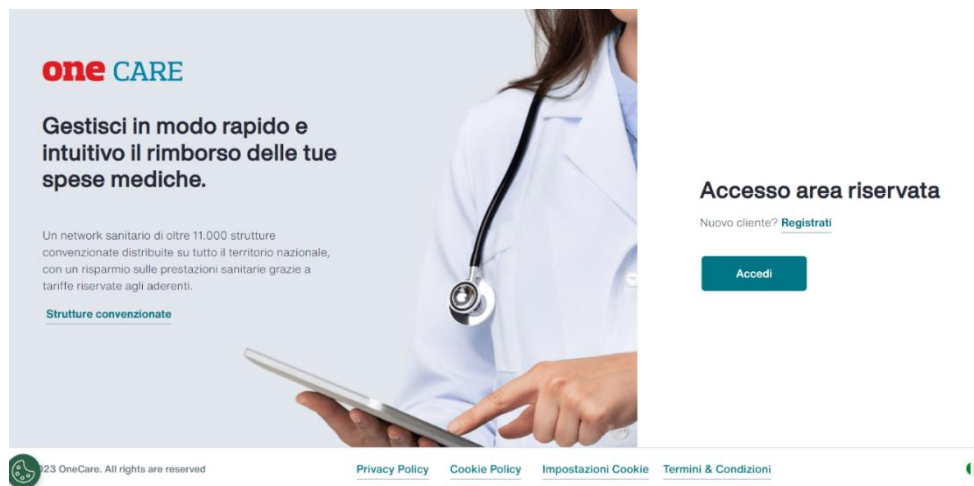 one CARE
Gestisci in modo rapido e
intuitivo il rimborso delle tue
spese mediche.
Un network sanitario di oltre 11.000 strutture
convenzionate distribuite su tutto il territorio nazionale,
con un risparmio sulle prestazioni sanitarie grazie a
tariffe riservate agli aderenti.
Strutture convenzionate
Accesso area riservata
Nuovo cliente? Registrati
Accedi
23 OneCare. All rights are reserved
Privacy Policy Cookie Policy Impostazioni Cookie Termini & Condizioni